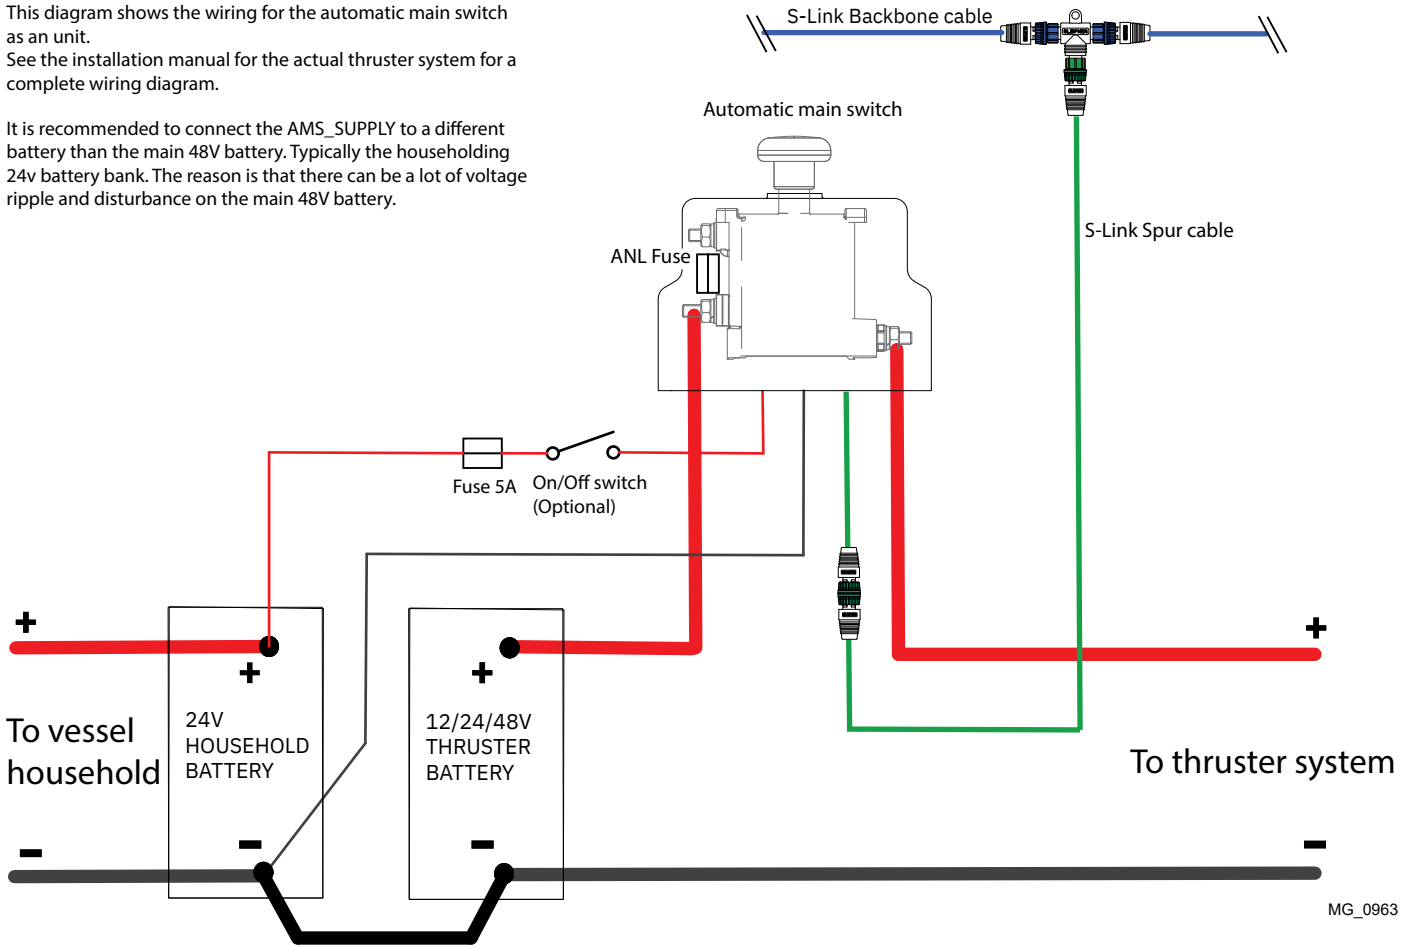 This diagram shows the wiring for the automatic main switch
as an unit.
See the installation manual for the actual thruster system for a
complete wiring diagram.
It is recommended to connect the AMS_SUPPLY to a different
battery than the main 48V battery. Typically the householding
24v battery bank. The reason is that there can be a lot of voltage
ripple and disturbance on the main 48V battery.
S-Link Backbone cable
Automatic main switch
S-Link Spur cable
ANL Fuse
Fuse 5A
On/Off switch
(Optional)
+
+
+
+
To vessel
household
24V
HOUSEHOLD
BATTERY
12/24/48V
THRUSTER
BATTERY
To thruster system
-
-
-
-
MG_0963